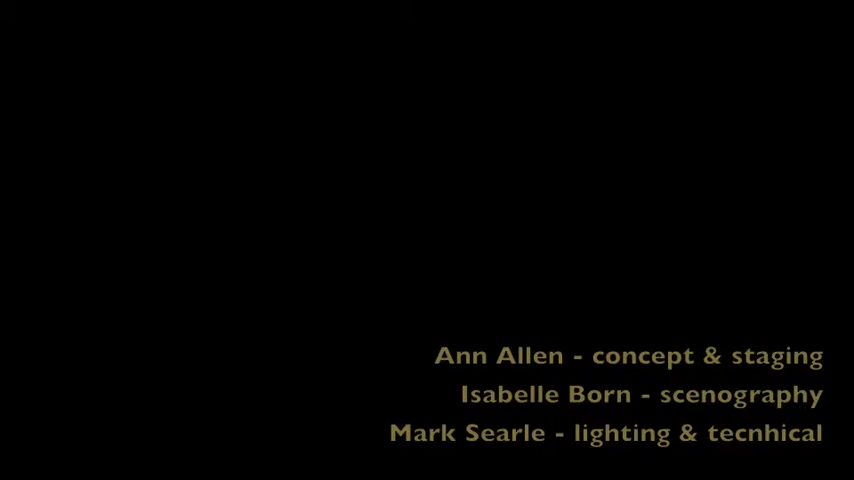 Ann Allen - concept & staging
Isabelle Born - scenography
Mark Searle - lighting & tecnhical